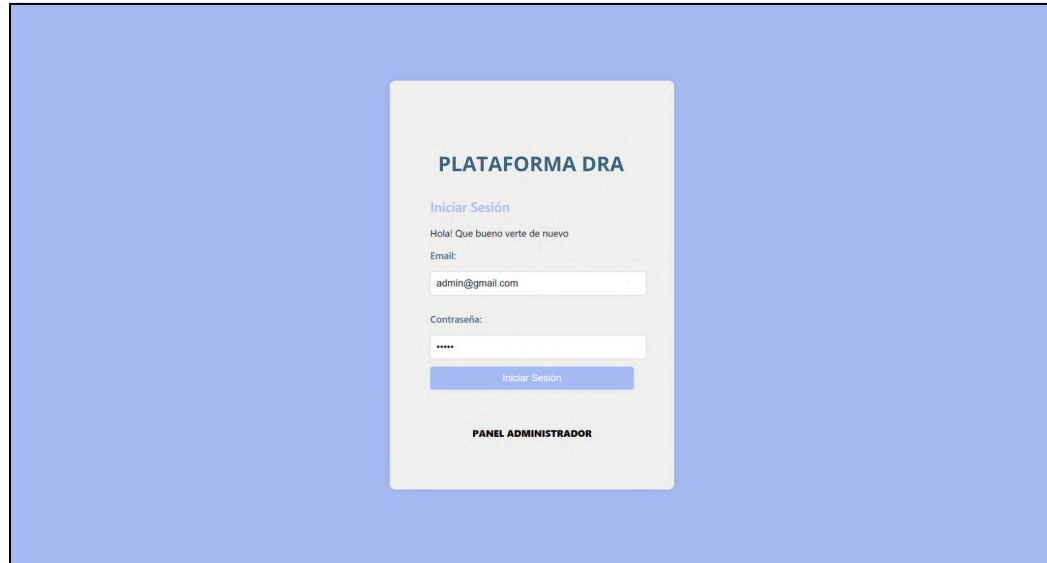 PLATAFORMA DRA
Iniciar Sesión
Hola! Que bueno verte de nuevo
Email:
admin@gmail.com
Contraseña:
•••••
Iniciar Sesión
PANEL ADMINISTRADOR